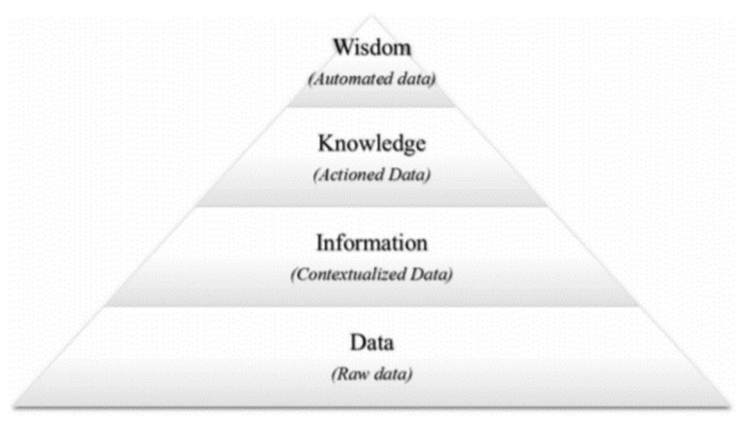 Wisdom
(Automated data)
Knowledge
(Actioned Data)
Information
(Contextualized Data)
Data
(Raw data)